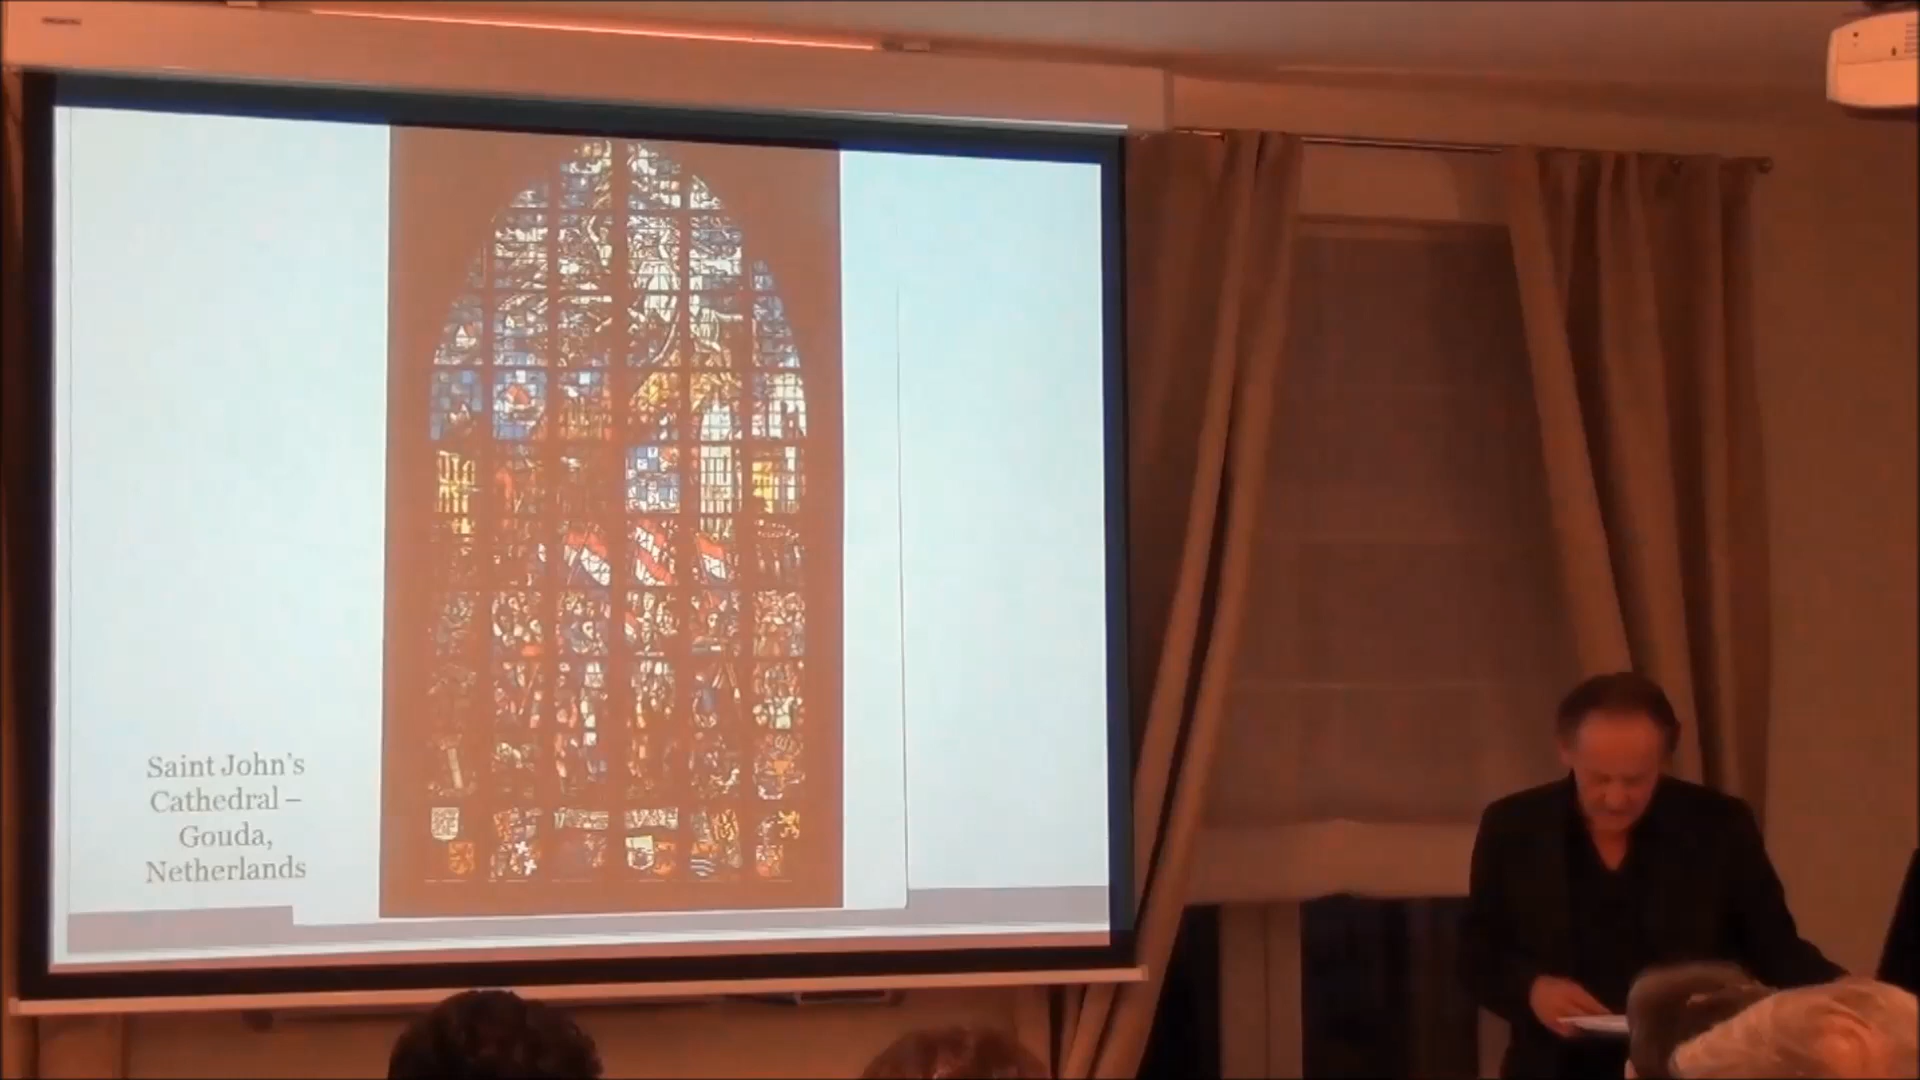 Saint John's
Cathedral –
Gouda,
Netherlands